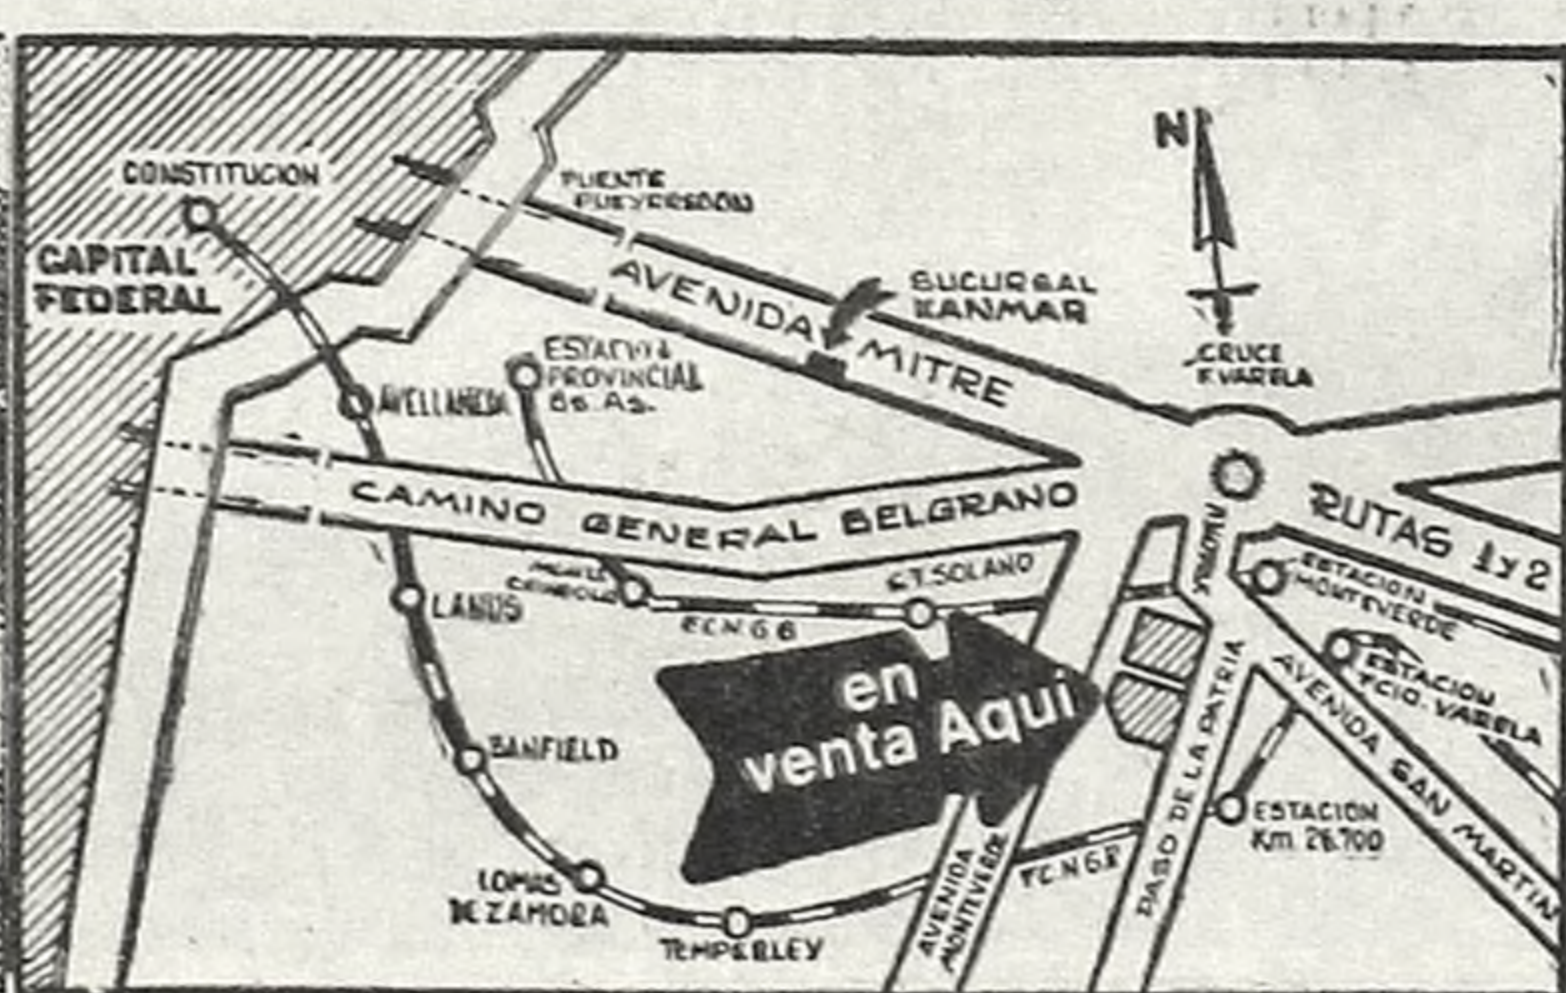 CONSTITUCION
CAPITAL
FEDERAL
PUENTE
PUEYREDON
AVENIDA MITRE
SUCURSAL
KANMAR
N
CRUCE
F. VARELA
ESTACION
PROVINCIAL
Bs. As.
AVELLANEDA
CAMINO GENERAL BELGRANO
RUTAS 1 y 2
LANUS
C.T. SOLANO
F.C.N.G.B
ESTACION
MONTEVERDE
ESTACION
FCIO. VARELA
en
venta Aqui
BANFIELD
PASO DE LA PATRIA
AVENIDA SAN MARTIN
ESTACION
Km. 26.700
LOMAS
DE ZAMORA
TEMPERLEY
AVENIDA
MONTEVERDE
F.C.N.G.R